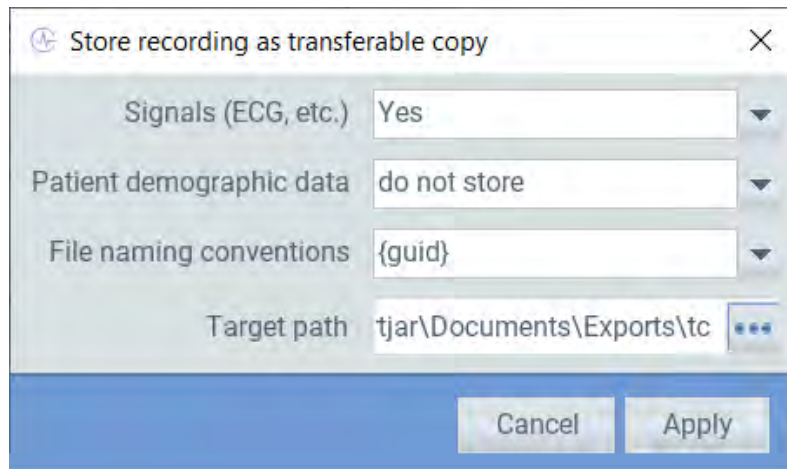 Store recording as transferable copy
Signals (ECG, etc.) Yes
Patient demographic data do not store
File naming conventions {guid}
Target path tjar\Documents\Exports\tc
Cancel Apply